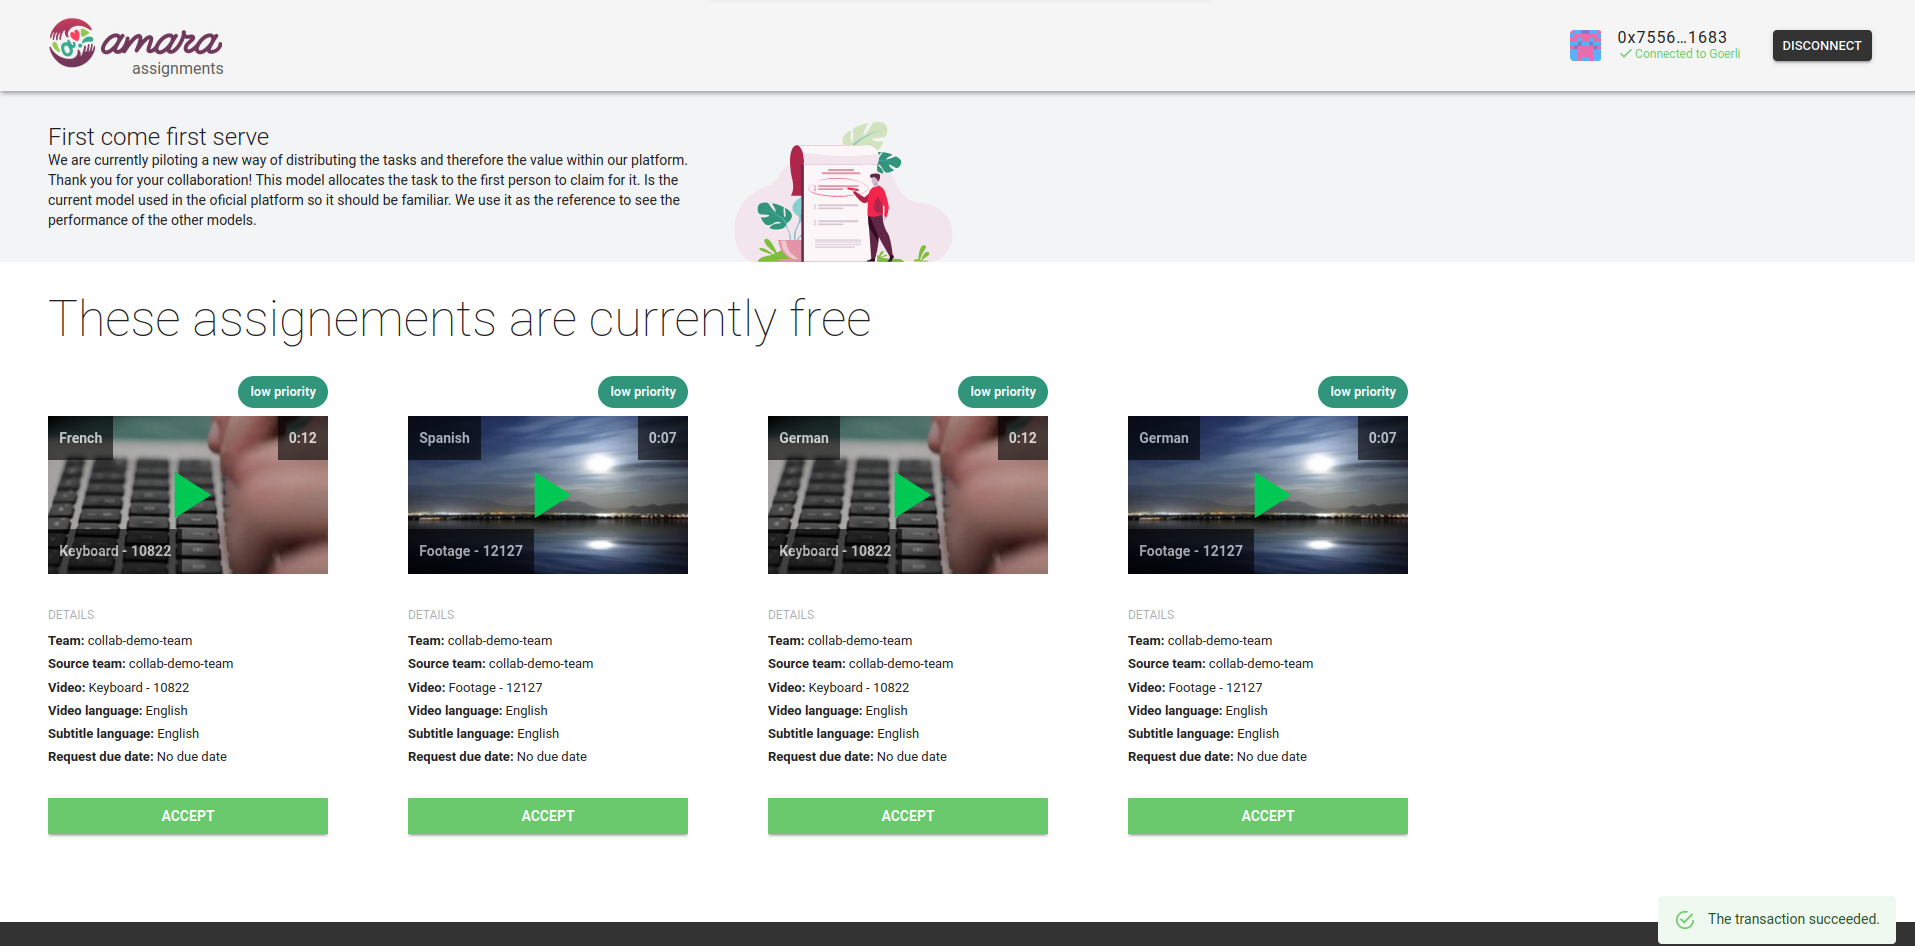 amara
assignments
0x7556...1683
Connected to Goerli
DISCONNECT
First come first serve
We are currently piloting a new way of distributing the tasks and therefore the value within our platform.
Thank you for your collaboration! This model allocates the task to the first person to claim for it. Is the
current model used in the oficial platform so it should be familiar. We use it as the reference to see the
performance of the other models.
These assignements are currently free
low priority
French
0:12
Keyboard - 10822
DETAILS
Team: collab-demo-team
Source team: collab-demo-team
Video: Keyboard - 10822
Video language: English
Subtitle language: English
Request due date: No due date
ACCEPT
low priority
Spanish
0:07
Footage - 12127
DETAILS
Team: collab-demo-team
Source team: collab-demo-team
Video: Footage - 12127
Video language: English
Subtitle language: English
Request due date: No due date
ACCEPT
low priority
German
0:12
Keyboard - 10822
DETAILS
Team: collab-demo-team
Source team: collab-demo-team
Video: Keyboard - 10822
Video language: English
Subtitle language: English
Request due date: No due date
ACCEPT
low priority
German
0:07
Footage - 12127
DETAILS
Team: collab-demo-team
Source team: collab-demo-team
Video: Footage - 12127
Video language: English
Subtitle language: English
Request due date: No due date
ACCEPT
The transaction succeeded.